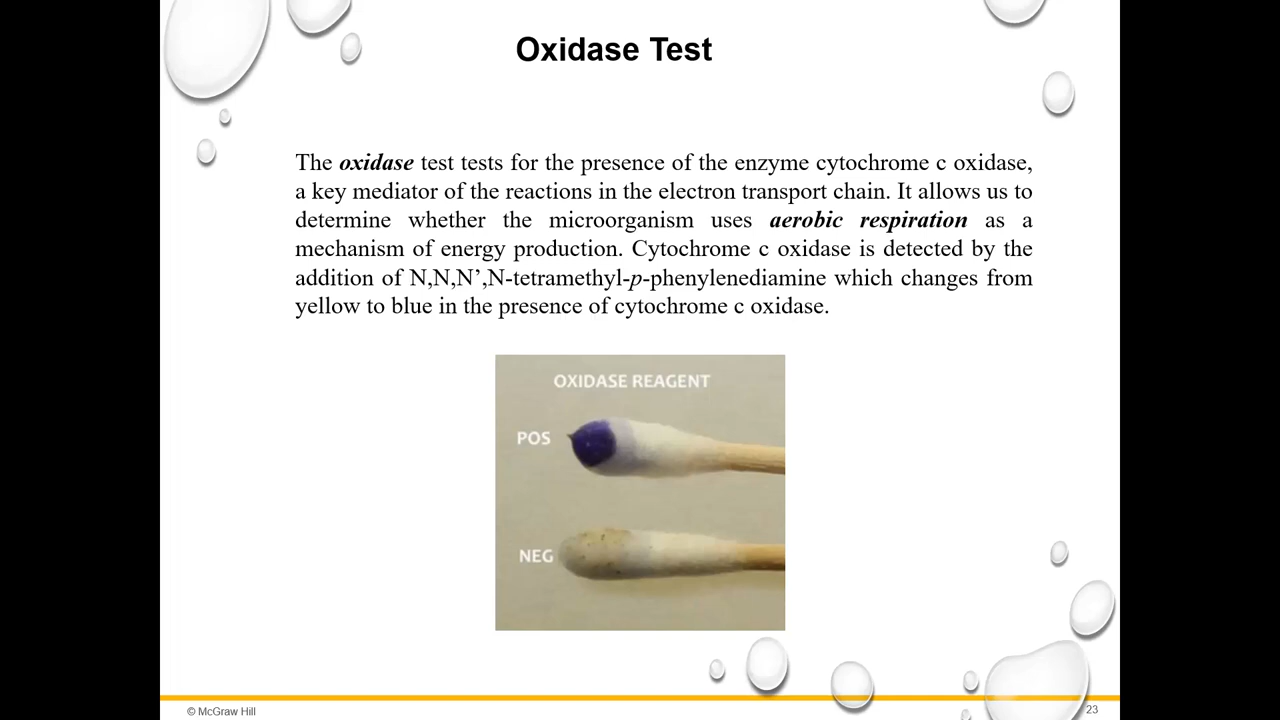 Oxidase Test
The oxidase test tests for the presence of the enzyme cytochrome c oxidase,
a key mediator of the reactions in the electron transport chain. It allows us to
determine whether the microorganism uses aerobic respiration as a
mechanism of energy production. Cytochrome c oxidase is detected by the
addition of N,N,N’,N-tetramethyl-p-phenylenediamine which changes from
yellow to blue in the presence of cytochrome c oxidase.
OXIDASE REAGENT
POS
NEG
© McGraw Hill
23